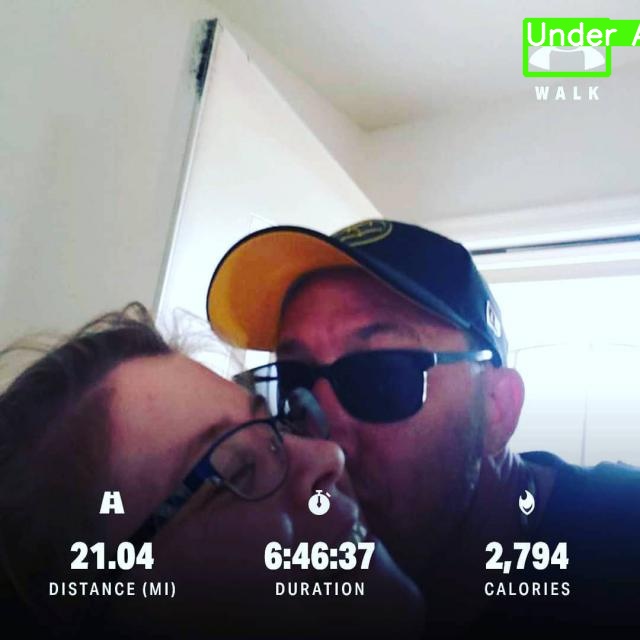 Under A
WALK
21.04 6:46:37 2,794
DISTANCE (MI) DURATION CALORIES